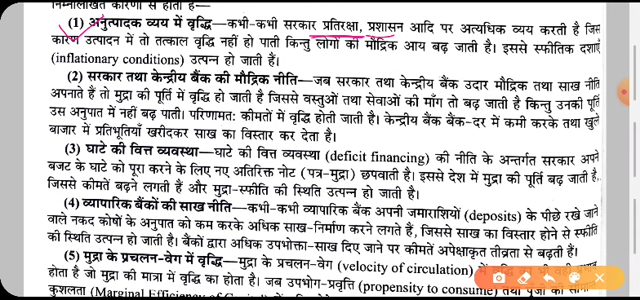 निम्नलिखित कारणों से होती है—
(1) अनुत्पादक व्यय में वृद्धि—कभी-कभी सरकार प्रतिरक्षा, प्रशासन आदि पर अत्यधिक व्यय करती है जिस
कारण उत्पादन में तो तत्काल वृद्धि नहीं हो पाती किन्तु लोगों की मौद्रिक आय बढ़ जाती है। इससे स्फीतिक दशाएँ
(inflationary conditions) उत्पन्न हो जाती हैं।
(2) सरकार तथा केन्द्रीय बैंक की मौद्रिक नीति—जब सरकार तथा केन्द्रीय बैंक उदार मौद्रिक तथा साख नीति
अपनाते हैं तो मुद्रा की पूर्ति में वृद्धि हो जाती है जिससे वस्तुओं तथा सेवाओं की माँग तो बढ़ जाती है किन्तु उनकी पूर्ति
उस अनुपात में नहीं बढ़ पाती। परिणामतः कीमतों में वृद्धि होती जाती है। केन्द्रीय बैंक बैंक-दर में कमी करके तथा खुले
बाजार में प्रतिभूतियाँ खरीदकर साख का विस्तार कर देता है।
(3) घाटे की वित्त व्यवस्था—घाटे की वित्त व्यवस्था (deficit financing) की नीति के अन्तर्गत सरकार अपने
बजट के घाटे को पूरा करने के लिए नए अतिरिक्त नोट (पत्र-मुद्रा) छपवाती है। इससे देश में मुद्रा की पूर्ति बढ़ जाती है,
जिससे कीमतें बढ़ने लगती हैं और मुद्रा-स्फीति की स्थिति उत्पन्न हो जाती है।
(4) व्यापारिक बैंकों की साख नीति—कभी-कभी व्यापारिक बैंक अपनी जमाराशियों (deposits) के पीछे रखे जाने
वाले नकद कोषों के अनुपात को कम करके अधिक साख-निर्माण करने लगते हैं, जिससे साख का विस्तार होने से स्फीति
की स्थिति उत्पन्न हो जाती है। बैंकों द्वारा अधिक उपभोक्ता-साख दिए जाने पर कीमतें अपेक्षाकृत तीव्रता से बढ़ती हैं।
(5) मुद्रा के प्रचलन-वेग में वृद्धि—मुद्रा के प्रचलन-वेग (velocity of circulation) में
होता है जो मुद्रा की मात्रा में वृद्धि का होता है। जब उपभोग-प्रवृत्ति (propensity to consume) तथा पूँजी की
कुशलता (Marginal Efficiency of